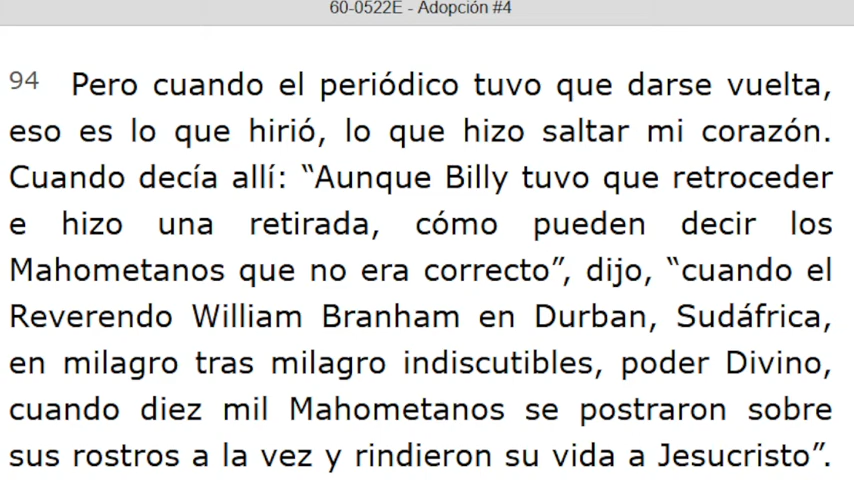 60-0522E - Adopción #4
94 Pero cuando el periódico tuvo que darse vuelta,
eso es lo que hirió, lo que hizo saltar mi corazón.
Cuando decía allí: “Aunque Billy tuvo que retroceder
e hizo una retirada, cómo pueden decir los
Mahometanos que no era correcto”, dijo, “cuando el
Reverendo William Branham en Durban, Sudáfrica,
en milagro tras milagro indiscutibles, poder Divino,
cuando diez mil Mahometanos se postraron sobre
sus rostros a la vez y rindieron su vida a Jesucristo”.